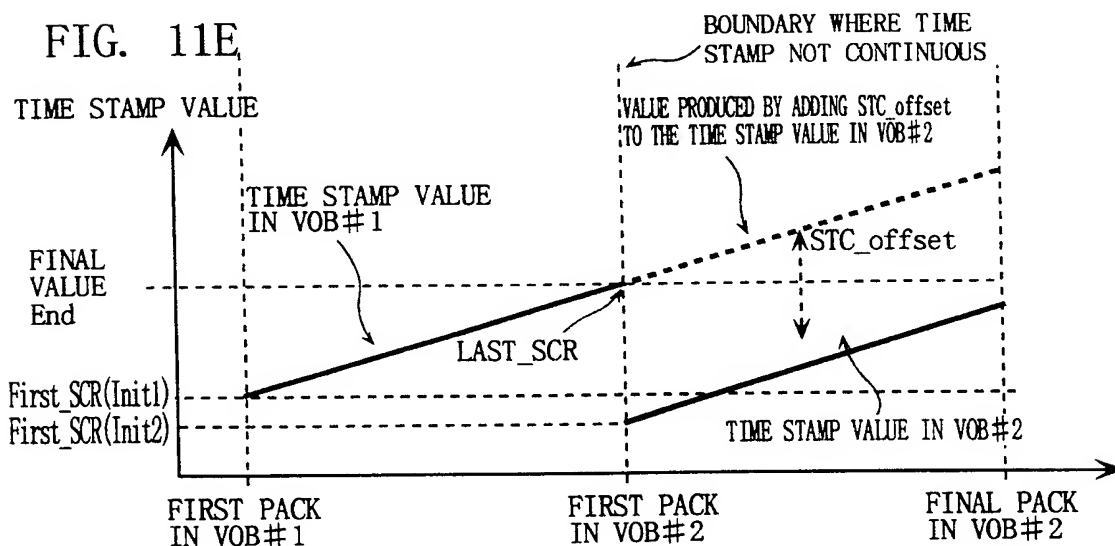 FIG. 11E
BOUNDARY WHERE TIME
STAMP NOT CONTINUOUS
TIME STAMP VALUE
VALUE PRODUCED BY ADDING STC_offset
TO THE TIME STAMP VALUE IN VOB#2
TIME STAMP VALUE
IN VOB#1
STC_offset
FINAL
VALUE
End
LAST_SCR
First_SCR(Init1)
First_SCR(Init2)
TIME STAMP VALUE IN VOB#2
FIRST PACK
IN VOB#1
FIRST PACK
IN VOB#2
FINAL PACK
IN VOB#2